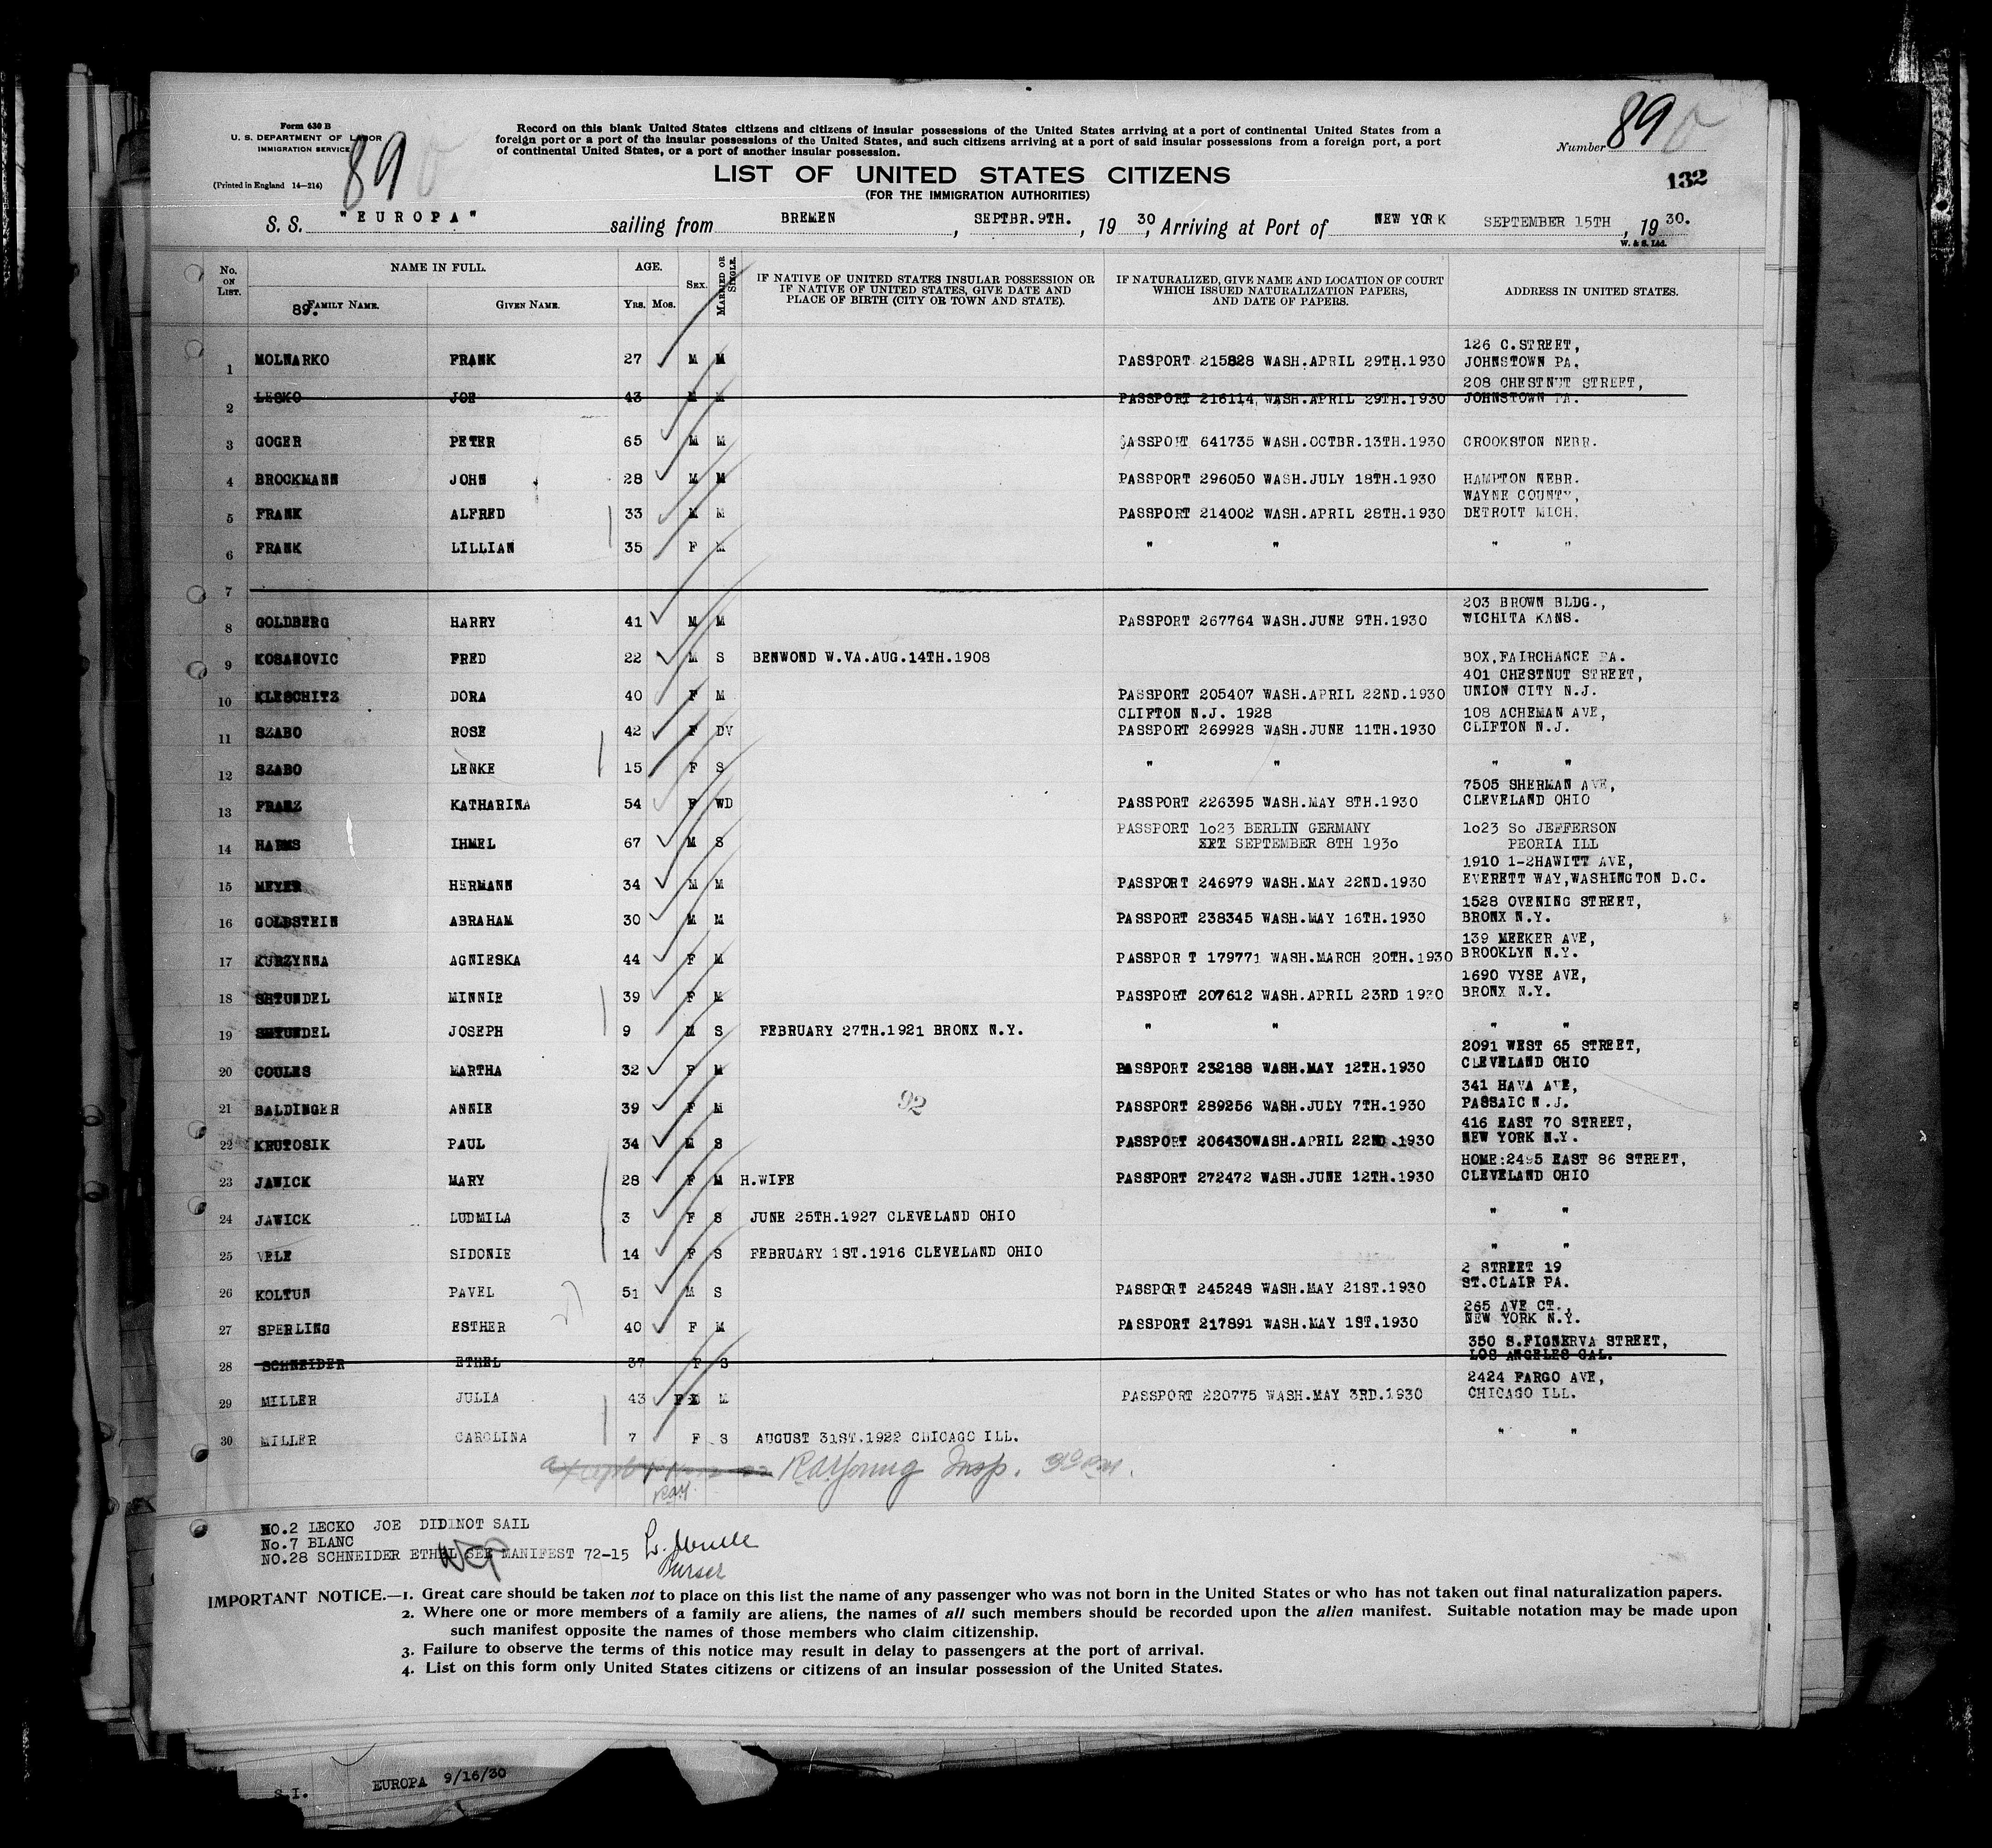 Form 630 B
U. S. DEPARTMENT OF LABOR
IMMIGRATION SERVICE
(Printed in England 14—214)
89
Record on this blank United States citizens and citizens of insular possessions of the United States arriving at a port of continental United States from a
foreign port or a port of the insular possessions of the United States, and such citizens arriving at a port of said insular possessions from a foreign port, a port
of continental United States, or a port of another insular possession.
Number 89
132
LIST OF UNITED STATES CITIZENS
(FOR THE IMMIGRATION AUTHORITIES)
S. S. "EUROPA" sailing from BREMEN, SEPTBR.9TH., 19 30, Arriving at Port of NEW YORK SEPTEMBER 15TH, 19 30.
W. & S. Ltd.
No. ON LIST. NAME IN FULL. AGE. SEX. MARRIED OR SINGLE. IF NATIVE OF UNITED STATES INSULAR POSSESSION OR IF NATIVE OF UNITED STATES, GIVE DATE AND PLACE OF BIRTH (CITY OR TOWN AND STATE). IF NATURALIZED, GIVE NAME AND LOCATION OF COURT WHICH ISSUED NATURALIZATION PAPERS, AND DATE OF PAPERS. ADDRESS IN UNITED STATES.
89. FAMILY NAME. GIVEN NAME. YRS. MOS.
126 C.STREET,
1 MOLNARKO FRANK 27 M M PASSPORT 215828 WASH.APRIL 29TH.1930 JOHNSTOWN PA.
208 CHESTNUT STREET,
2 LESKO JOE 43 M M PASSPORT 216114 WASH.APRIL 29TH.1930 JOHNSTOWN PA.
3 GOGER PETER 65 M M PASSPORT 641735 WASH.OCTBR.13TH.1930 CROOKSTON NEBR.
4 BROCKMANN JOHN 28 M M PASSPORT 296050 WASH.JULY 18TH.1930 HAMPTON NEBR.
WAYNE COUNTY,
5 FRANK ALFRED 33 M M PASSPORT 214002 WASH.APRIL 28TH.1930 DETROIT MICH.
6 FRANK LILLIAN 35 F M " " " "
7
203 BROWN BLDG.,
8 GOLDBERG HARRY 41 M M PASSPORT 267764 WASH.JUNE 9TH.1930 WICHITA KANS.
9 KOSANOVIC FRED 22 M S BENWOND W.VA.AUG.14TH.1908 BOX,FAIRCHANCE PA.
401 CHESTNUT STREET,
10 KLESCHITZ DORA 40 F M PASSPORT 205407 WASH.APRIL 22ND.1930 UNION CITY N.J.
CLIFTON N.J. 1928 108 ACHEMAN AVE,
11 SZABO ROSE 42 F DV PASSPORT 269928 WASH.JUNE 11TH.1930 CLIFTON N.J.
12 SZABO LENKE 15 F S " " " "
7505 SHERMAN AVE,
13 FRANZ KATHARINA 54 F WD PASSPORT 226395 WASH.MAY 8TH.1930 CLEVELAND OHIO
PASSPORT 1o23 BERLIN GERMANY 1o23 So JEFFERSON
14 HARMS IHMEL 67 M S SEPTEMBER 8TH 193o PEORIA ILL
1910 1-2HAWITT AVE,
15 MEYER HERMANN 34 M M PASSPORT 246979 WASH.MAY 22ND.1930 EVERETT WAY,WASHINGTON D.C.
1528 OVENING STREET,
16 GOLDSTEIN ABRAHAM 30 M M PASSPORT 238345 WASH.MAY 16TH.1930 BRONX N.Y.
139 MEEKER AVE,
17 KURZYNNA AGNIESKA 44 F M PASSPOR T 179771 WASH.MARCH 20TH.1930 BROOKLYN N.Y.
1690 VYSE AVE,
18 MINNIE 39 F M PASSPORT 207612 WASH.APRIL 23RD 1930 BRONX N.Y.
19 JOSEPH 9 M S FEBRUARY 27TH.1921 BRONX N.Y. " " " "
2091 WEST 65 STREET,
20 COULES MARTHA 32 F M PASSPORT 232188 WASH.MAY 12TH.1930 CLEVELAND OHIO
341 HAVA AVE,
21 BALDINGER ANNIE 39 F M 92 PASSPORT 289256 WASH.JULY 7TH.1930 PASSAIC N.J.
416 EAST 70 STREET,
22 KRUTOSIK PAUL 34 M S PASSPORT 206430WASH.APRIL 22ND.1930 NEW YORK N.Y.
HOME:2495 EAST 86 STREET,
23 JAWICK MARY 28 F M H.WIFE PASSPORT 272472 WASH.JUNE 12TH.1930 CLEVELAND OHIO
24 JAWICK LUDMILA 3 F S JUNE 25TH.1927 CLEVELAND OHIO " "
25 VELE SIDONIE 14 F S FEBRUARY 1ST.1916 CLEVELAND OHIO " "
2 STREET 19
26 KOLTUN PAVEL 51 M S PASSPORT 245248 WASH.MAY 21ST.1930 ST.CLAIR PA.
265 AVE CT.,
27 SPERLING ESTHER 40 F M PASSPORT 217891 WASH.MAY 1ST.1930 NEW YORK N.Y.
350 S.FIGNERVA STREET,
28 SCHNEIDER ETHEL 37 F S LOS ANGELES CAL.
2424 FARGO AVE,
29 MILLER JULIA 43 F M PASSPORT 220775 WASH.MAY 3RD.1930 CHICAGO ILL.
30 MILLER CAROLINA 7 F S AUGUST 31ST.1922 CHICAGO ILL. " "
RA Young Insp.
NO.2 LECKO JOE DIDINOT SAIL
No.7 BLANC
NO.28 SCHNEIDER ETHEL SEE MANIFEST 72-15
Purser
IMPORTANT NOTICE.—1. Great care should be taken not to place on this list the name of any passenger who was not born in the United States or who has not taken out final naturalization papers.
2. Where one or more members of a family are aliens, the names of all such members should be recorded upon the alien manifest. Suitable notation may be made upon
such manifest opposite the names of those members who claim citizenship.
3. Failure to observe the terms of this notice may result in delay to passengers at the port of arrival.
4. List on this form only United States citizens or citizens of an insular possession of the United States.
S.I. EUROPA 9/16/30